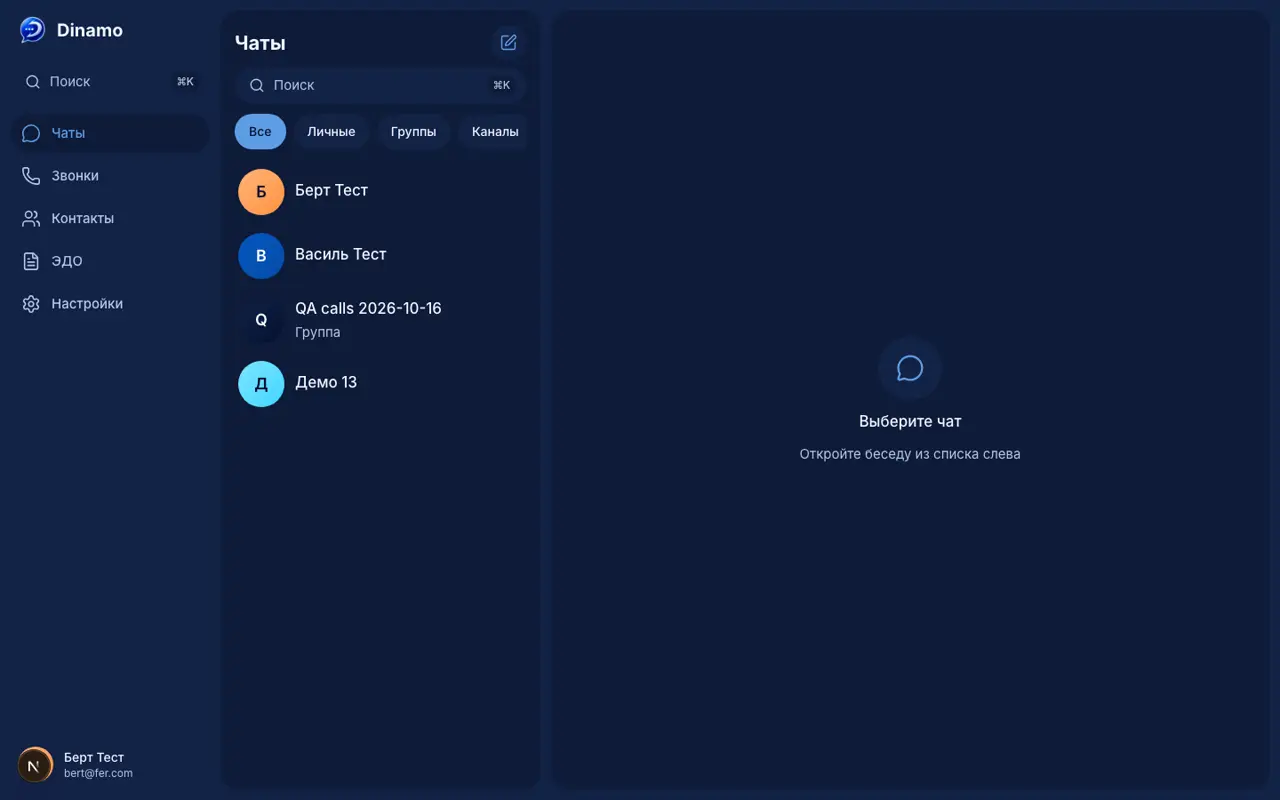 Dinamo
Поиск ⌘K
Чаты
Звонки
Контакты
ЭДО
Настройки
N
Берт Тест
bert@fer.com
Чаты
Поиск ⌘K
Все Личные Группы Каналы
Б Берт Тест
В Василь Тест
Q QA calls 2026-10-16
Группа
Д Демо 13
Выберите чат
Откройте беседу из списка слева